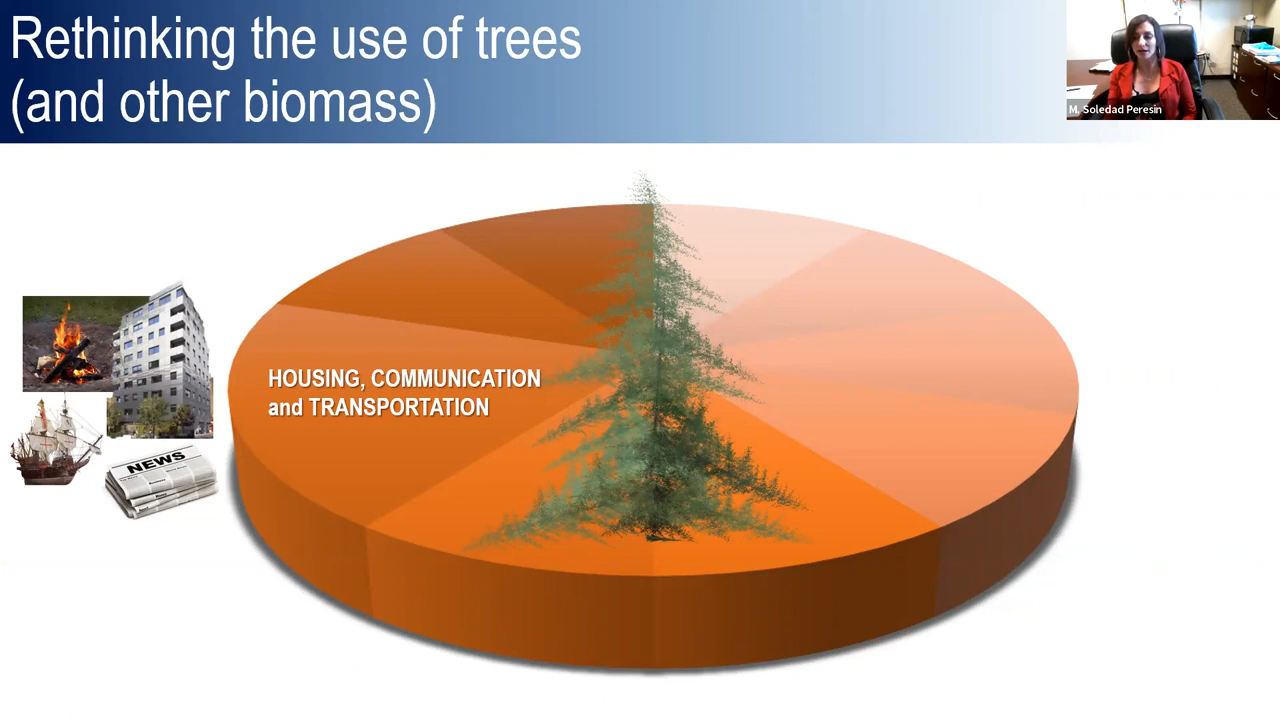 Rethinking the use of trees
(and other biomass)
M. Soledad Peresin
HOUSING, COMMUNICATION
and TRANSPORTATION
NEWS